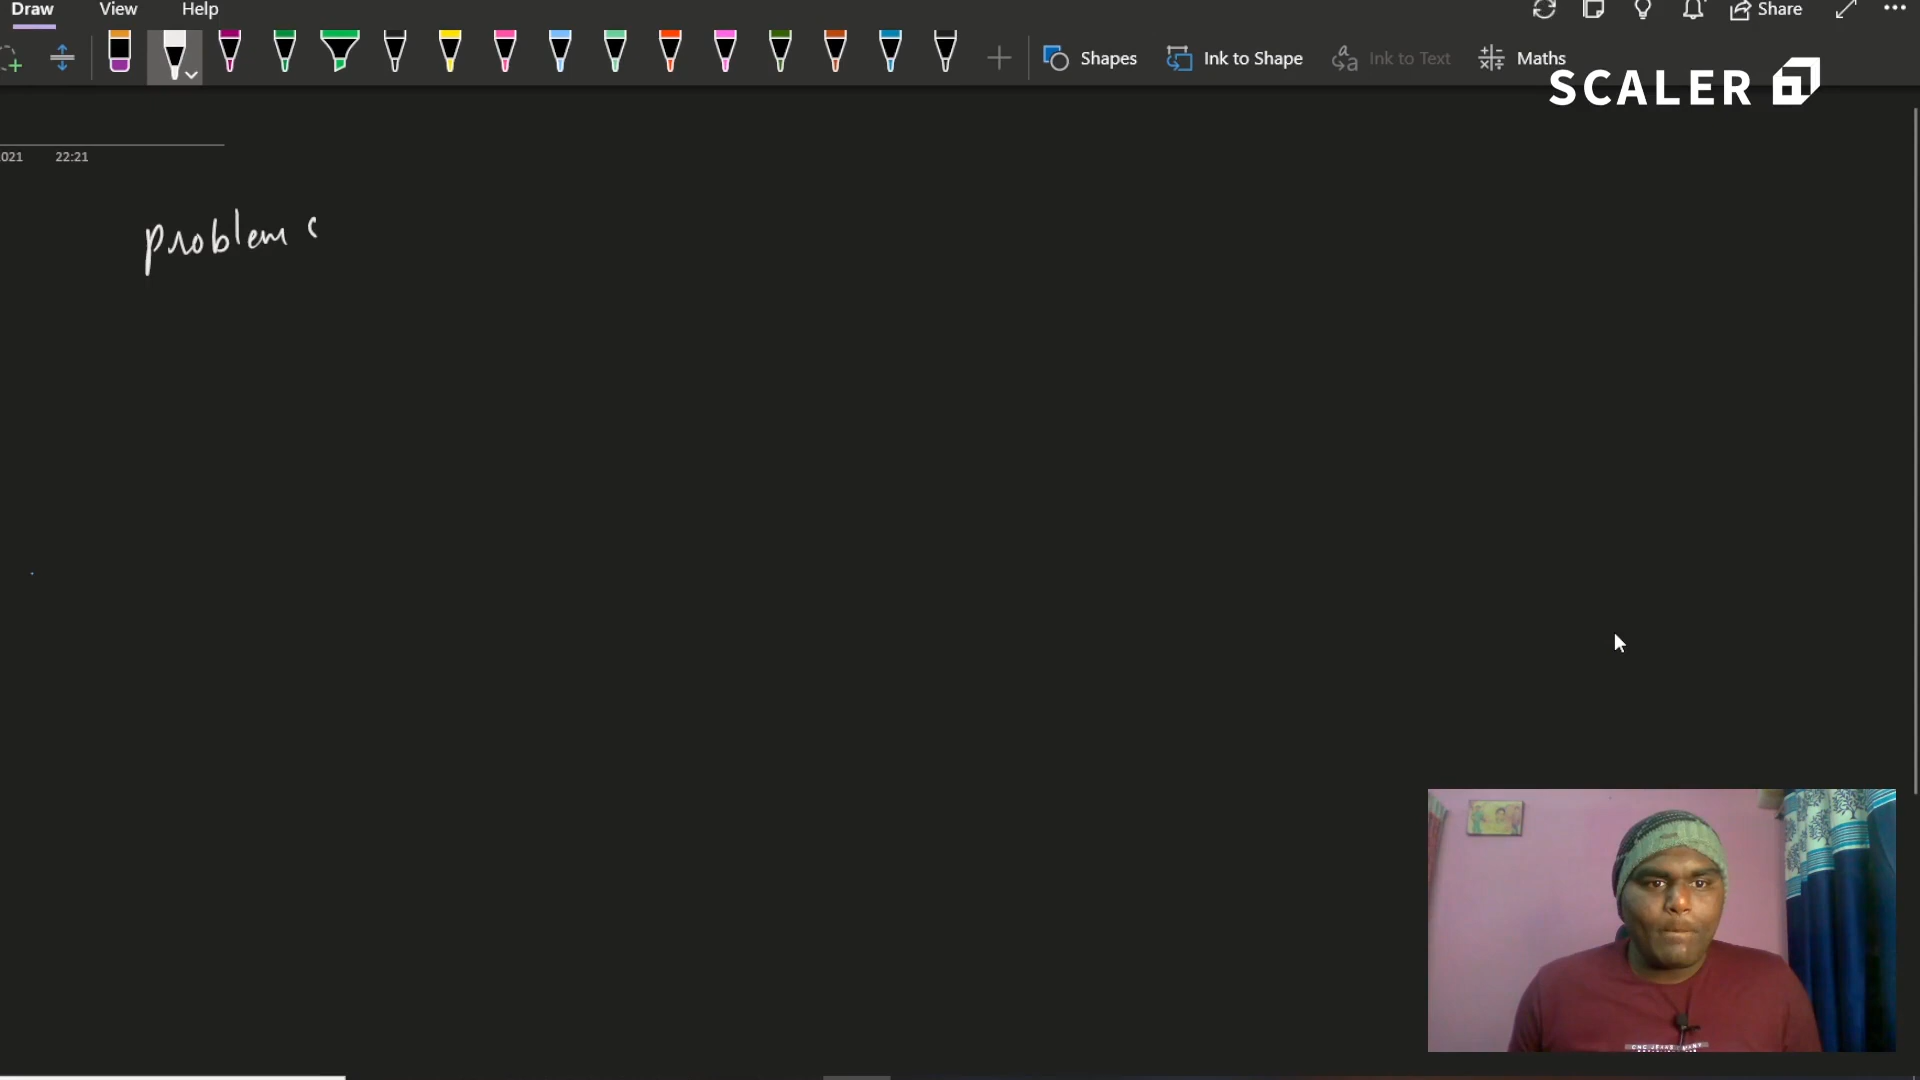 Draw View Help Share
Shapes Ink to Shape Ink to Text Maths
SCALER
021 22:21
problem